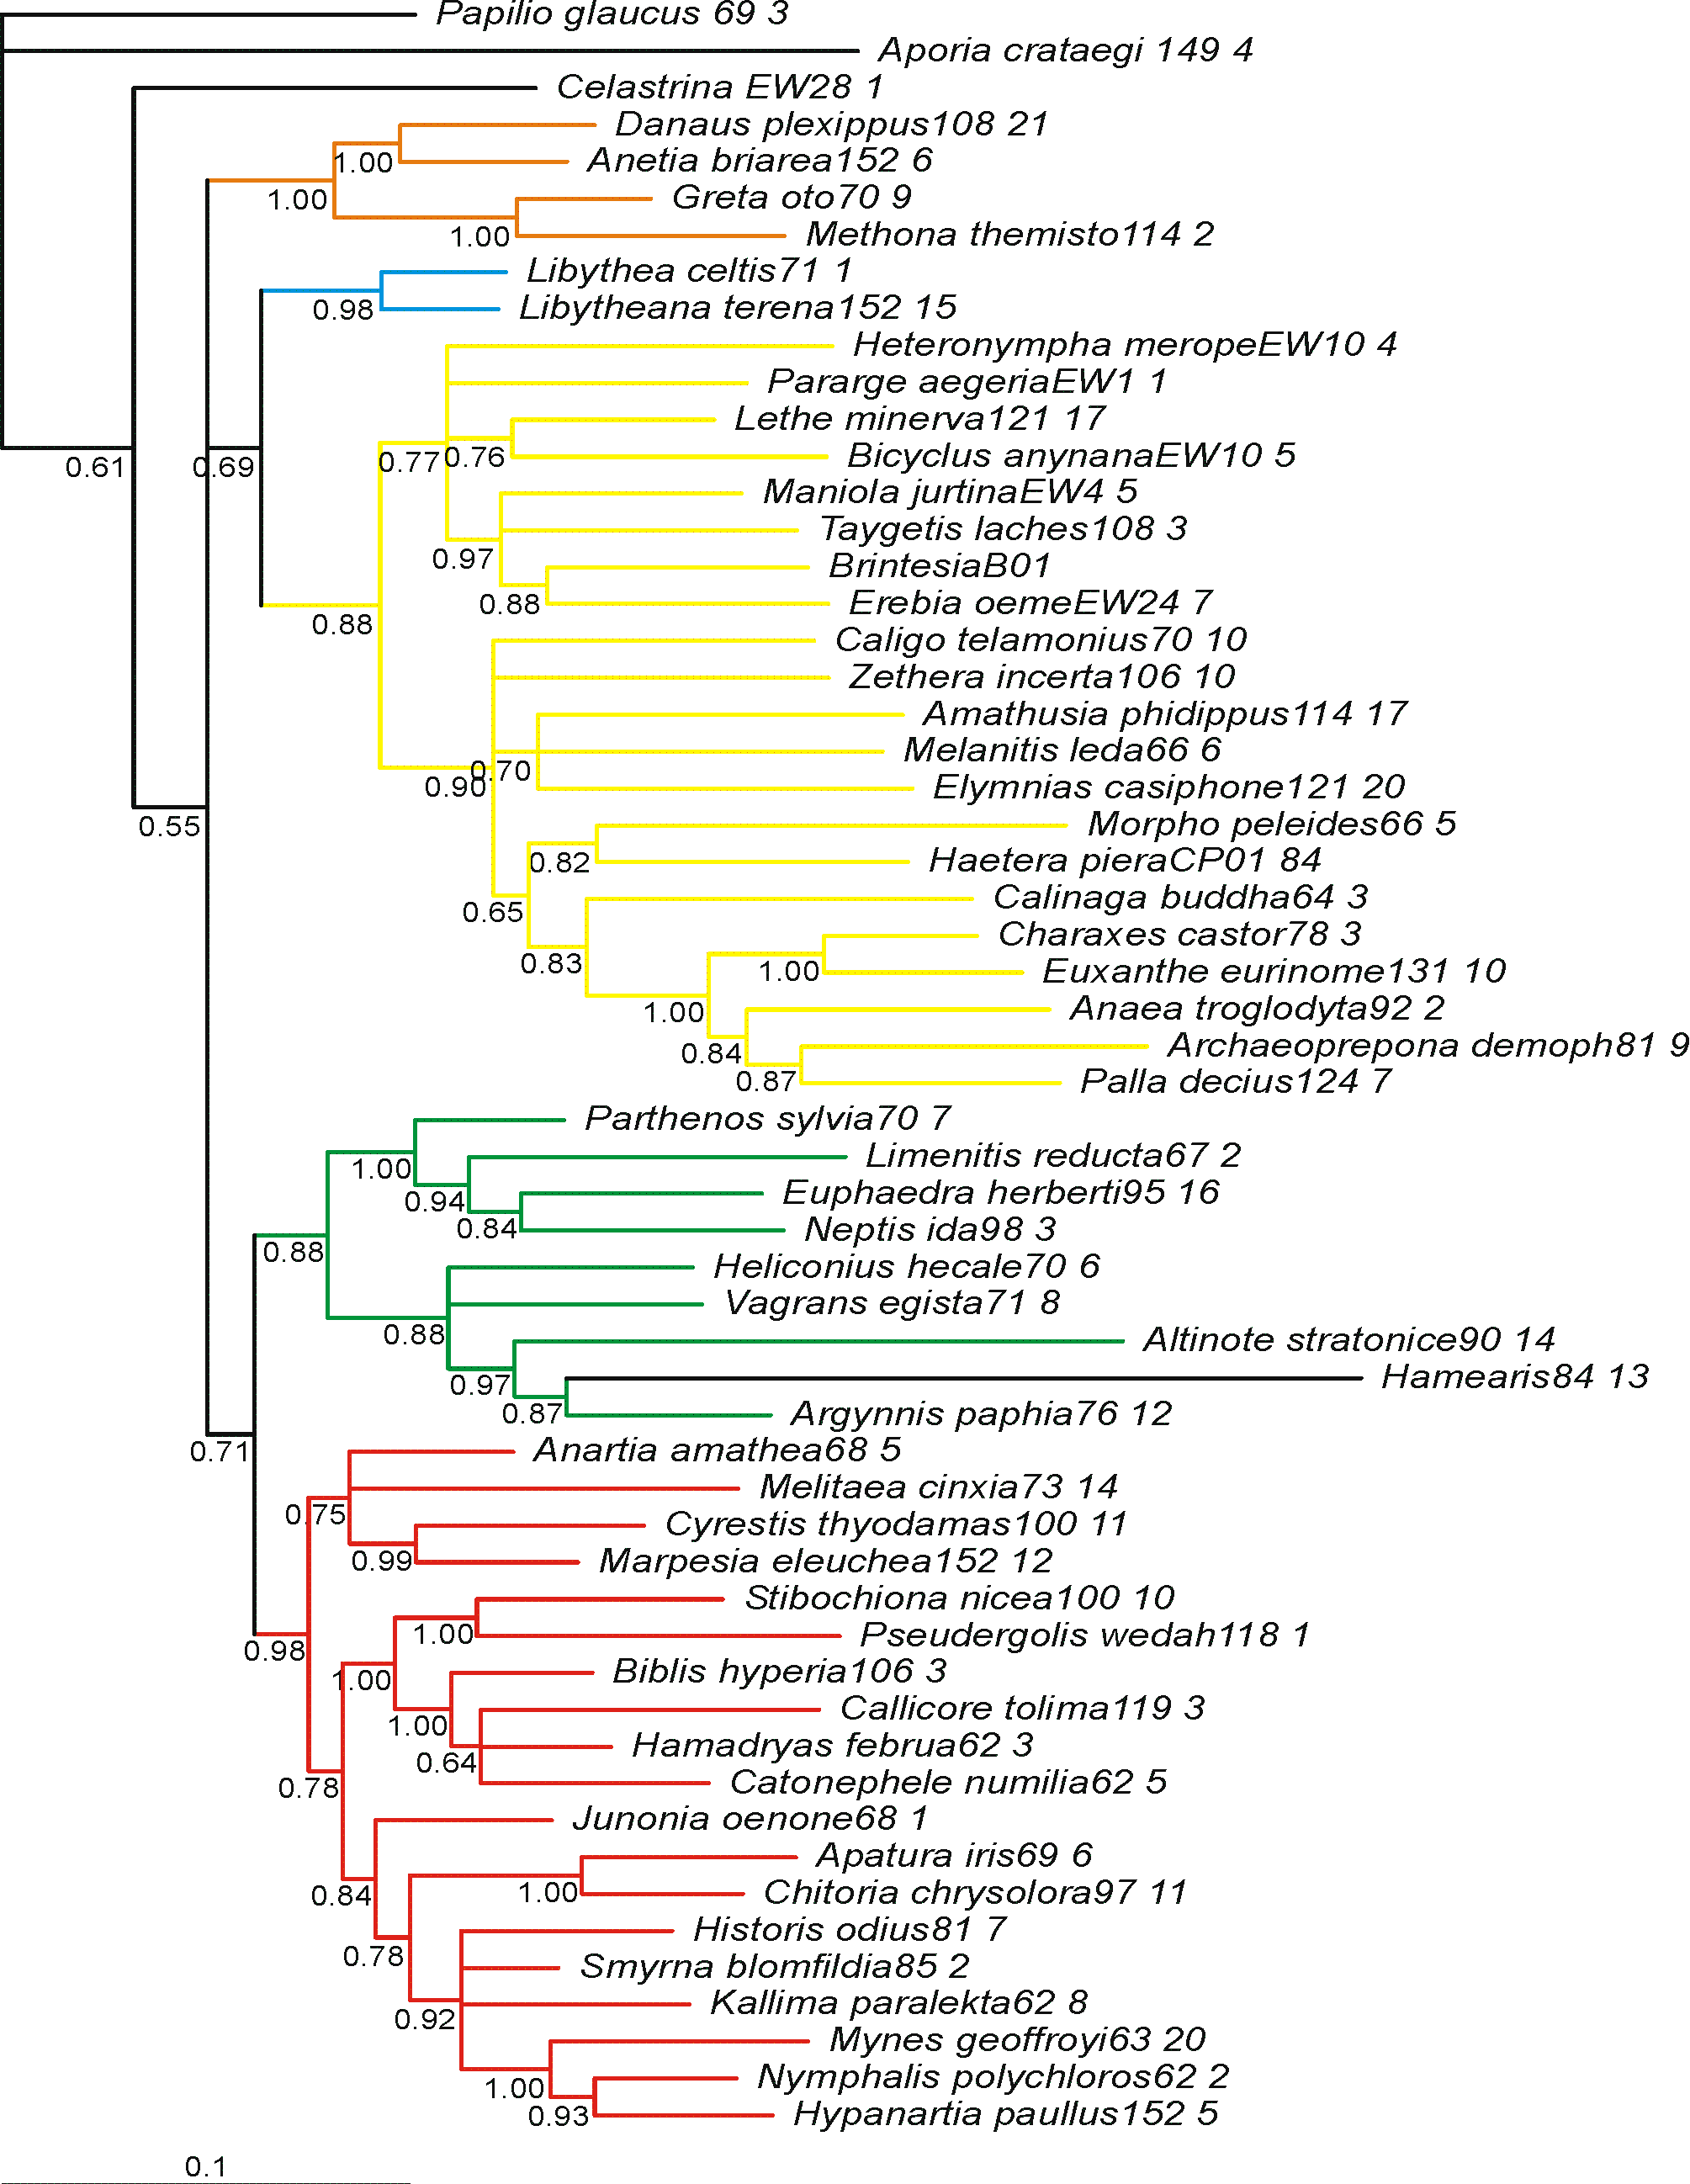 Papilio glaucus 69 3
Aporia crataegi 149 4
Celastrina EW28 1
Danaus plexippus108 21
1.00
Anetia briarea152 6
1.00
Greta oto70 9
1.00
Methona themisto114 2
Libythea celtis71 1
0.98
Libytheana terena152 15
Heteronympha meropeEW10 4
Pararge aegeriaEW1 1
Lethe minerva121 17
0.61
0.69
0.77
0.76
Bicyclus anynanaEW10 5
Maniola jurtinaEW4 5
Taygetis laches108 3
0.97
BrintesiaB01
0.88
Erebia oemeEW24 7
0.88
Caligo telamonius70 10
Zethera incerta106 10
Amathusia phidippus114 17
Melanitis leda66 6
0.70
0.90
Elymnias casiphone121 20
0.55
Morpho peleides66 5
0.82
Haetera pieraCP01 84
Calinaga buddha64 3
0.65
Charaxes castor78 3
0.83
1.00
Euxanthe eurinome131 10
1.00
Anaea troglodyta92 2
0.84
Archaeoprepona demoph81 9
0.87
Palla decius124 7
Parthenos sylvia70 7
1.00
Limenitis reducta67 2
0.94
Euphaedra herberti95 16
0.84
Neptis ida98 3
0.88
Heliconius hecale70 6
Vagrans egista71 8
0.88
Altinote stratonice90 14
0.97
Hamearis84 13
0.87
Argynnis paphia76 12
0.71
Anartia amathea68 5
Melitaea cinxia73 14
0.75
Cyrestis thyodamas100 11
0.99
Marpesia eleuchea152 12
Stibochiona nicea100 10
0.98
1.00
Pseudergolis wedah118 1
1.00
Biblis hyperia106 3
Callicore tolima119 3
1.00
Hamadryas februa62 3
0.64
0.78
Catonephele numilia62 5
Junonia oenone68 1
Apatura iris69 6
0.84
1.00
Chitoria chrysolora97 11
Historis odius81 7
0.78
Smyrna blomfildia85 2
Kallima paralekta62 8
0.92
Mynes geoffroyi63 20
Nymphalis polychloros62 2
1.00
0.93
Hypanartia paullus152 5
0.1